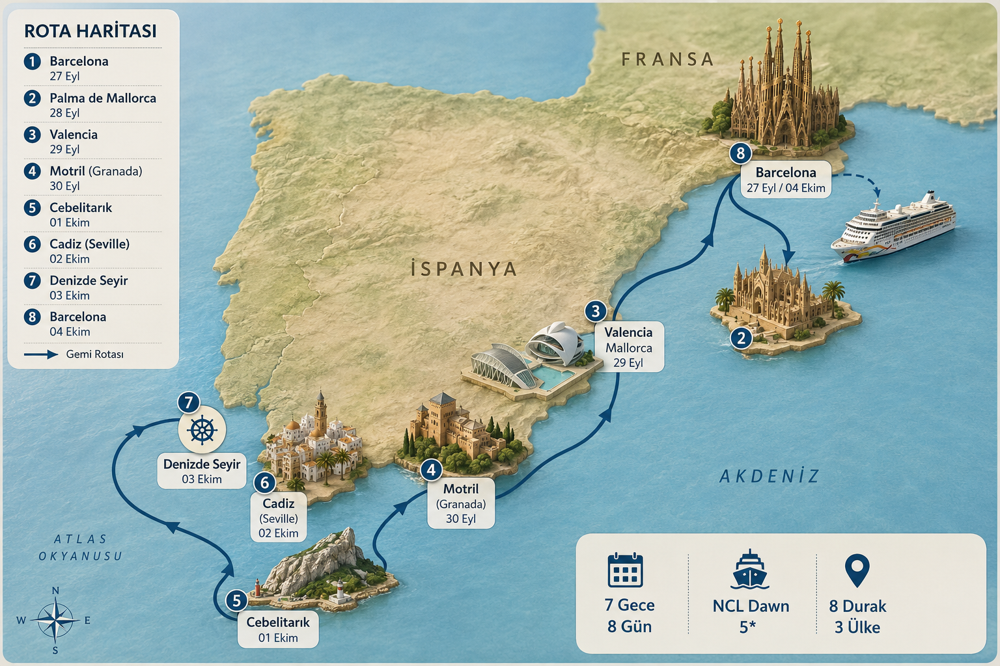 ROTA HARİTASI
1
Barcelona
27 Eyl
2
Palma de Mallorca
28 Eyl
3
Valencia
29 Eyl
4
Motril (Granada)
30 Eyl
5
Cebelitarık
01 Ekim
6
Cadiz (Seville)
02 Ekim
7
Denizde Seyir
03 Ekim
8
Barcelona
04 Ekim
Gemi Rotası
FRANSA
8
Barcelona
27 Eyl / 04 Ekim
İSPANYA
2
3
Valencia
Mallorca
29 Eyl
7
Denizde Seyir
03 Ekim
6
Cadiz
(Seville)
02 Ekim
4
Motril
(Granada)
30 Eyl
AKDENİZ
ATLAS
OKYANUSU
5
Cebelitarık
01 Ekim
N
W E
S
7 Gece
8 Gün
NCL Dawn
5*
8 Durak
3 Ülke